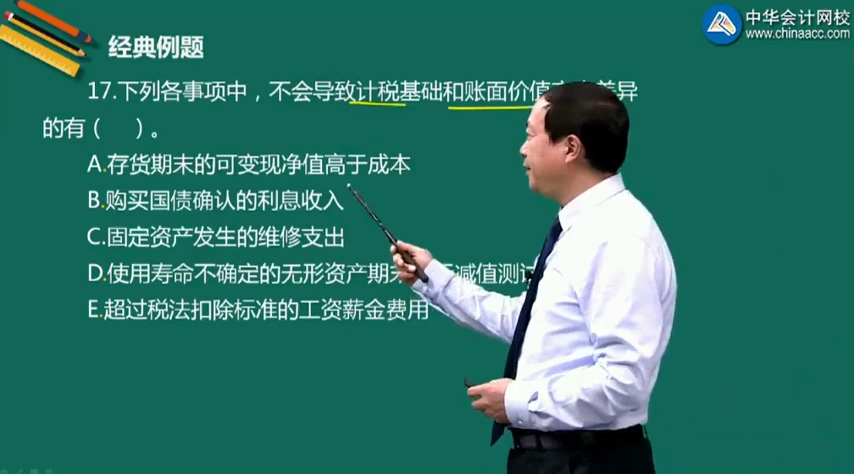 中华会计网校
www.chinaacc.com
经典例题
17.下列各事项中，不会导致计税基础和账面价值 差异
的有（ ）。
A.存货期末的可变现净值高于成本
B.购买国债确认的利息收入
C.固定资产发生的维修支出
D.使用寿命不确定的无形资产期 减值测
E.超过税法扣除标准的工资薪金费用